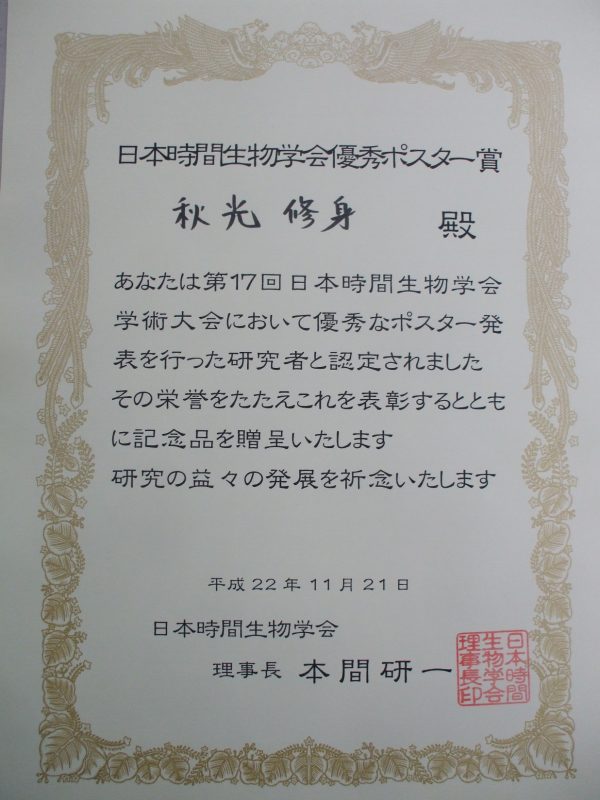 日本時間生物学会優秀ポスター賞
秋光 修身 殿
あなたは第17回日本時間生物学会
学術大会において優秀なポスター発
表を行った研究者と認定されました
その栄誉をたたえこれを表彰するととも
に記念品を贈呈いたします
研究の益々の発展を祈念いたします
平成22年11月21日
日本時間生物学会
理事長 本間研一
日本時間
生物学会
理事長印